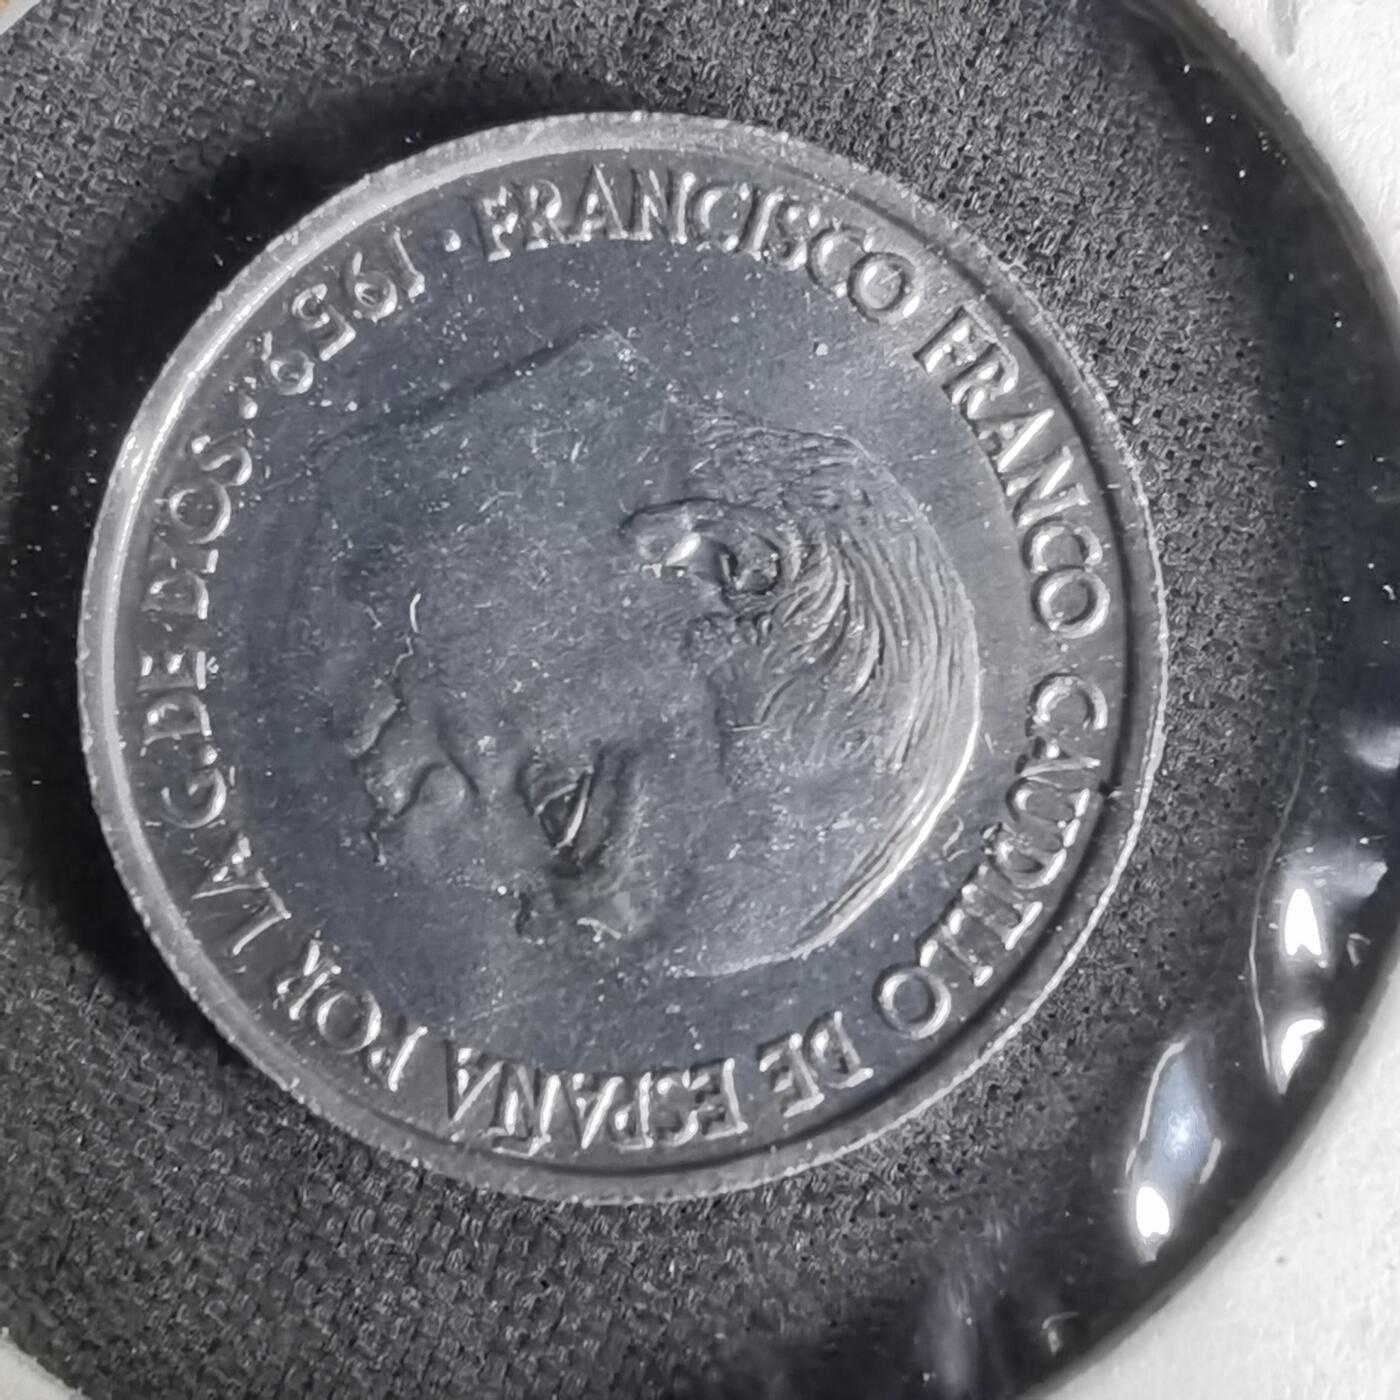 FRANCISCO FRANCO CAUDILLO DE ESPAÑA POR LA G.DE DIOS · 1959 ·